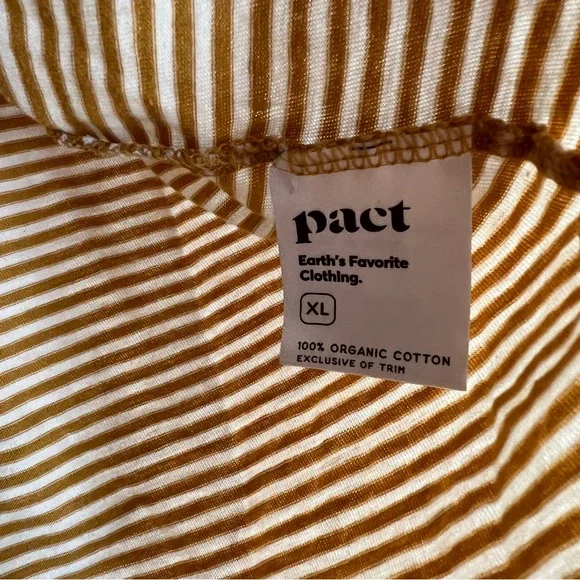 pact
Earth's Favorite
Clothing.
XL
100% ORGANIC COTTON
EXCLUSIVE OF TRIM